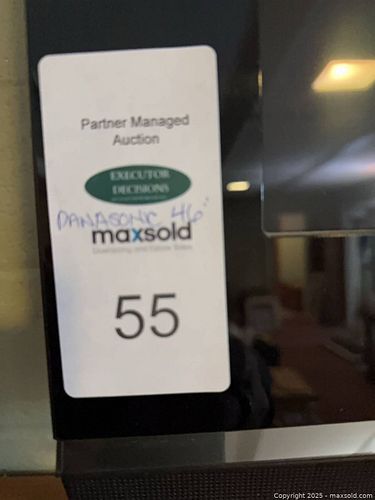 Partner Managed
Auction
EXECUTOR
DECISIONS
PANASONIC 46"
maxsold
Downsizing and Estate Sales
55
Copyright © 2025 - maxsold.com